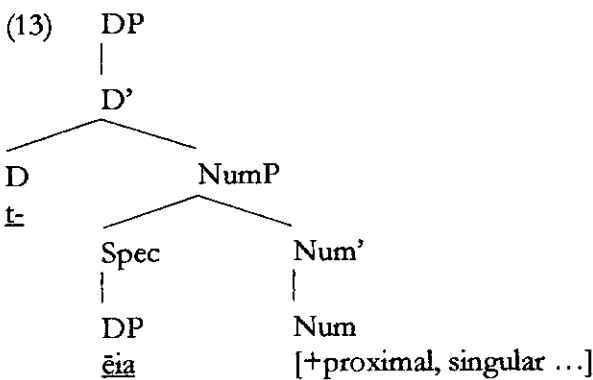 (13) DP
D'
D NumP
t-
Spec Num'
DP Num
ēia [+proximal, singular ...]